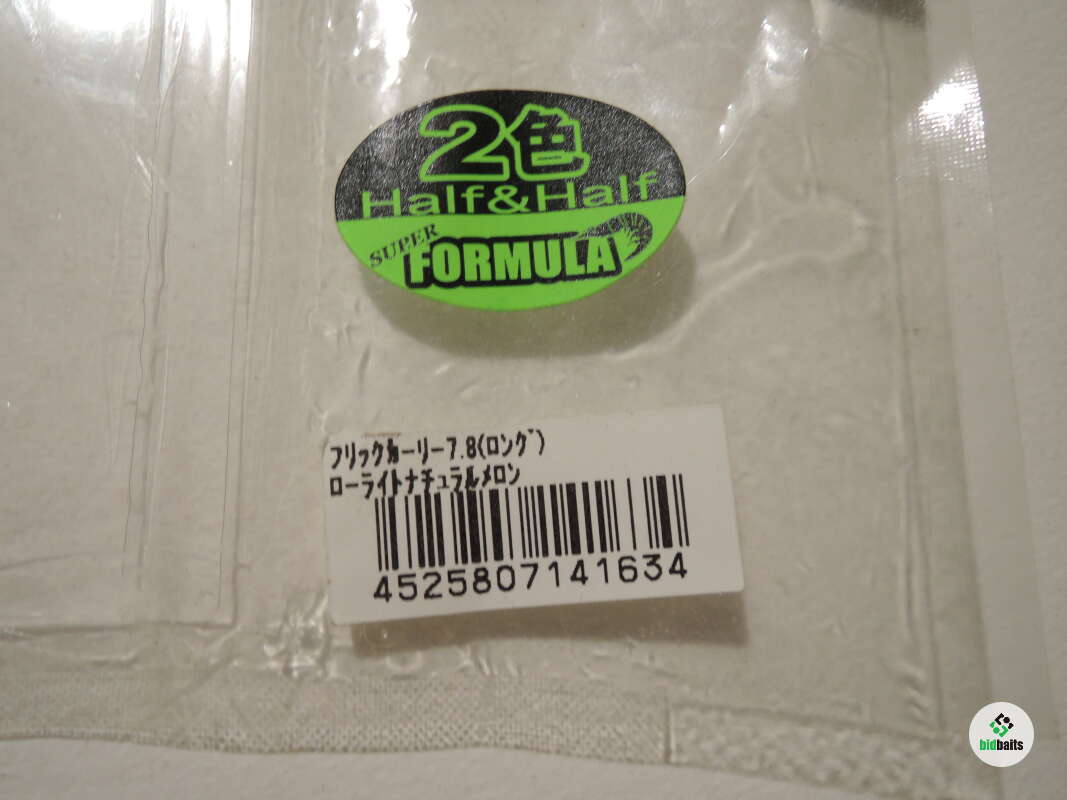 2色
Half&Half
SUPER
FORMULA
ﾌﾘｯｸｶｰﾘｰ7.8(ﾛﾝｸﾞ)
ﾛｰﾗｲﾄﾅﾁｭﾗﾙﾒﾛﾝ
4525807141634
bidbaits